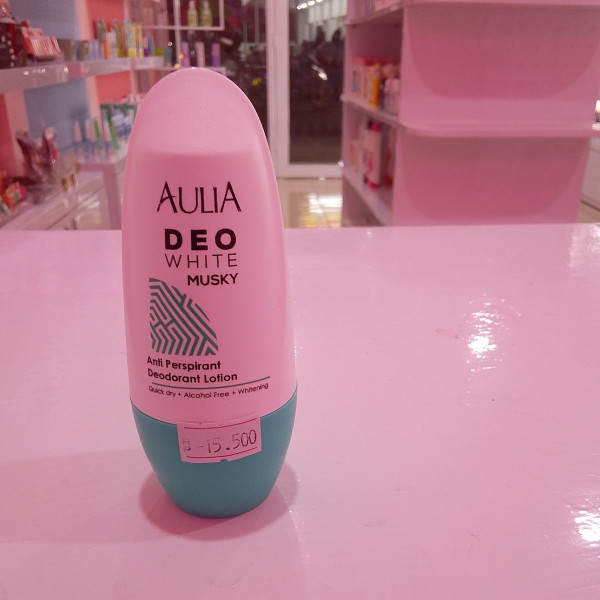 AULIA
DEO
WHITE
MUSKY
Anti Perspirant
Deodorant Lotion
Quick dry + Alcohol Free + Whitening
15.500